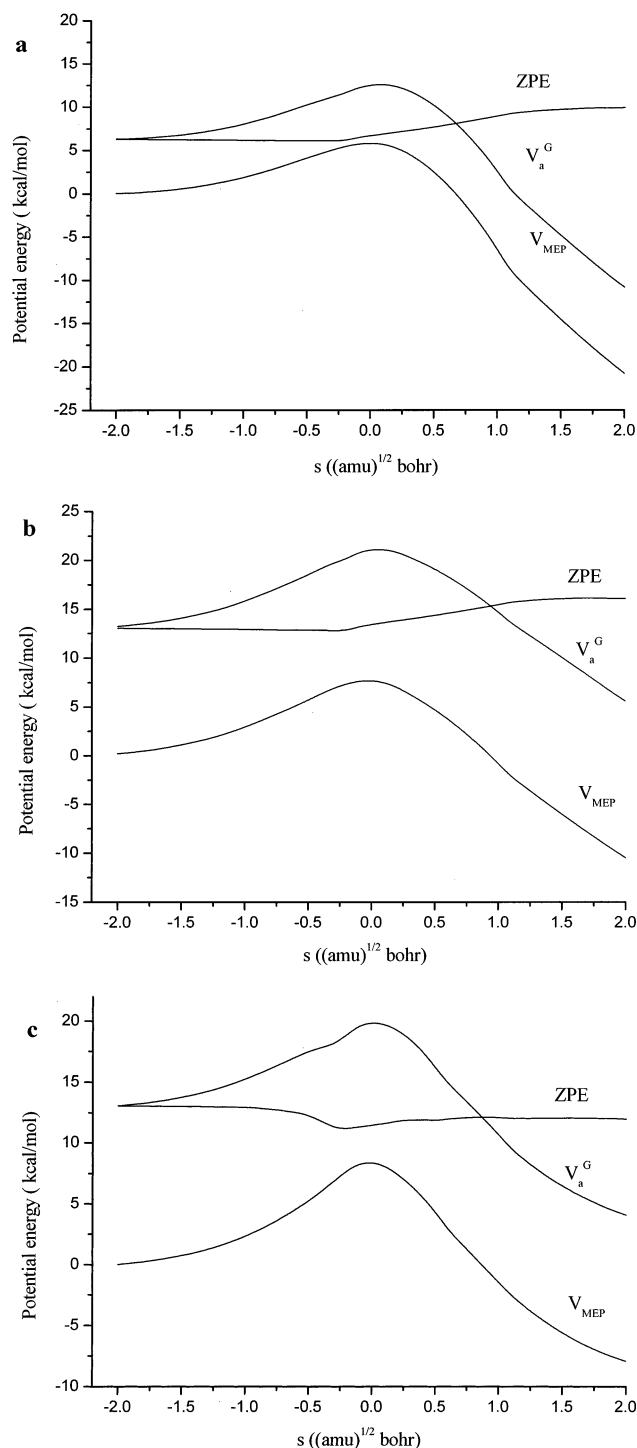 a
20
15
10
5
0
-5
-10
-15
-20
-25
Potential energy ( kcal/mol)
ZPE
V_a^G
V_MEP
-2.0 -1.5 -1.0 -0.5 0.0 0.5 1.0 1.5 2.0
s ((amu)^1/2 bohr)
b
25
20
15
10
5
0
-5
-10
-15
Potential energy ( kcal/mol)
ZPE
V_a^G
V_MEP
-2.0 -1.5 -1.0 -0.5 0.0 0.5 1.0 1.5 2.0
s ((amu)^1/2 bohr)
c
20
15
10
5
0
-5
-10
Potential energy ( kcal/mol)
ZPE
V_a^G
V_MEP
-2.0 -1.5 -1.0 -0.5 0.0 0.5 1.0 1.5 2.0
s ((amu)^1/2 bohr)